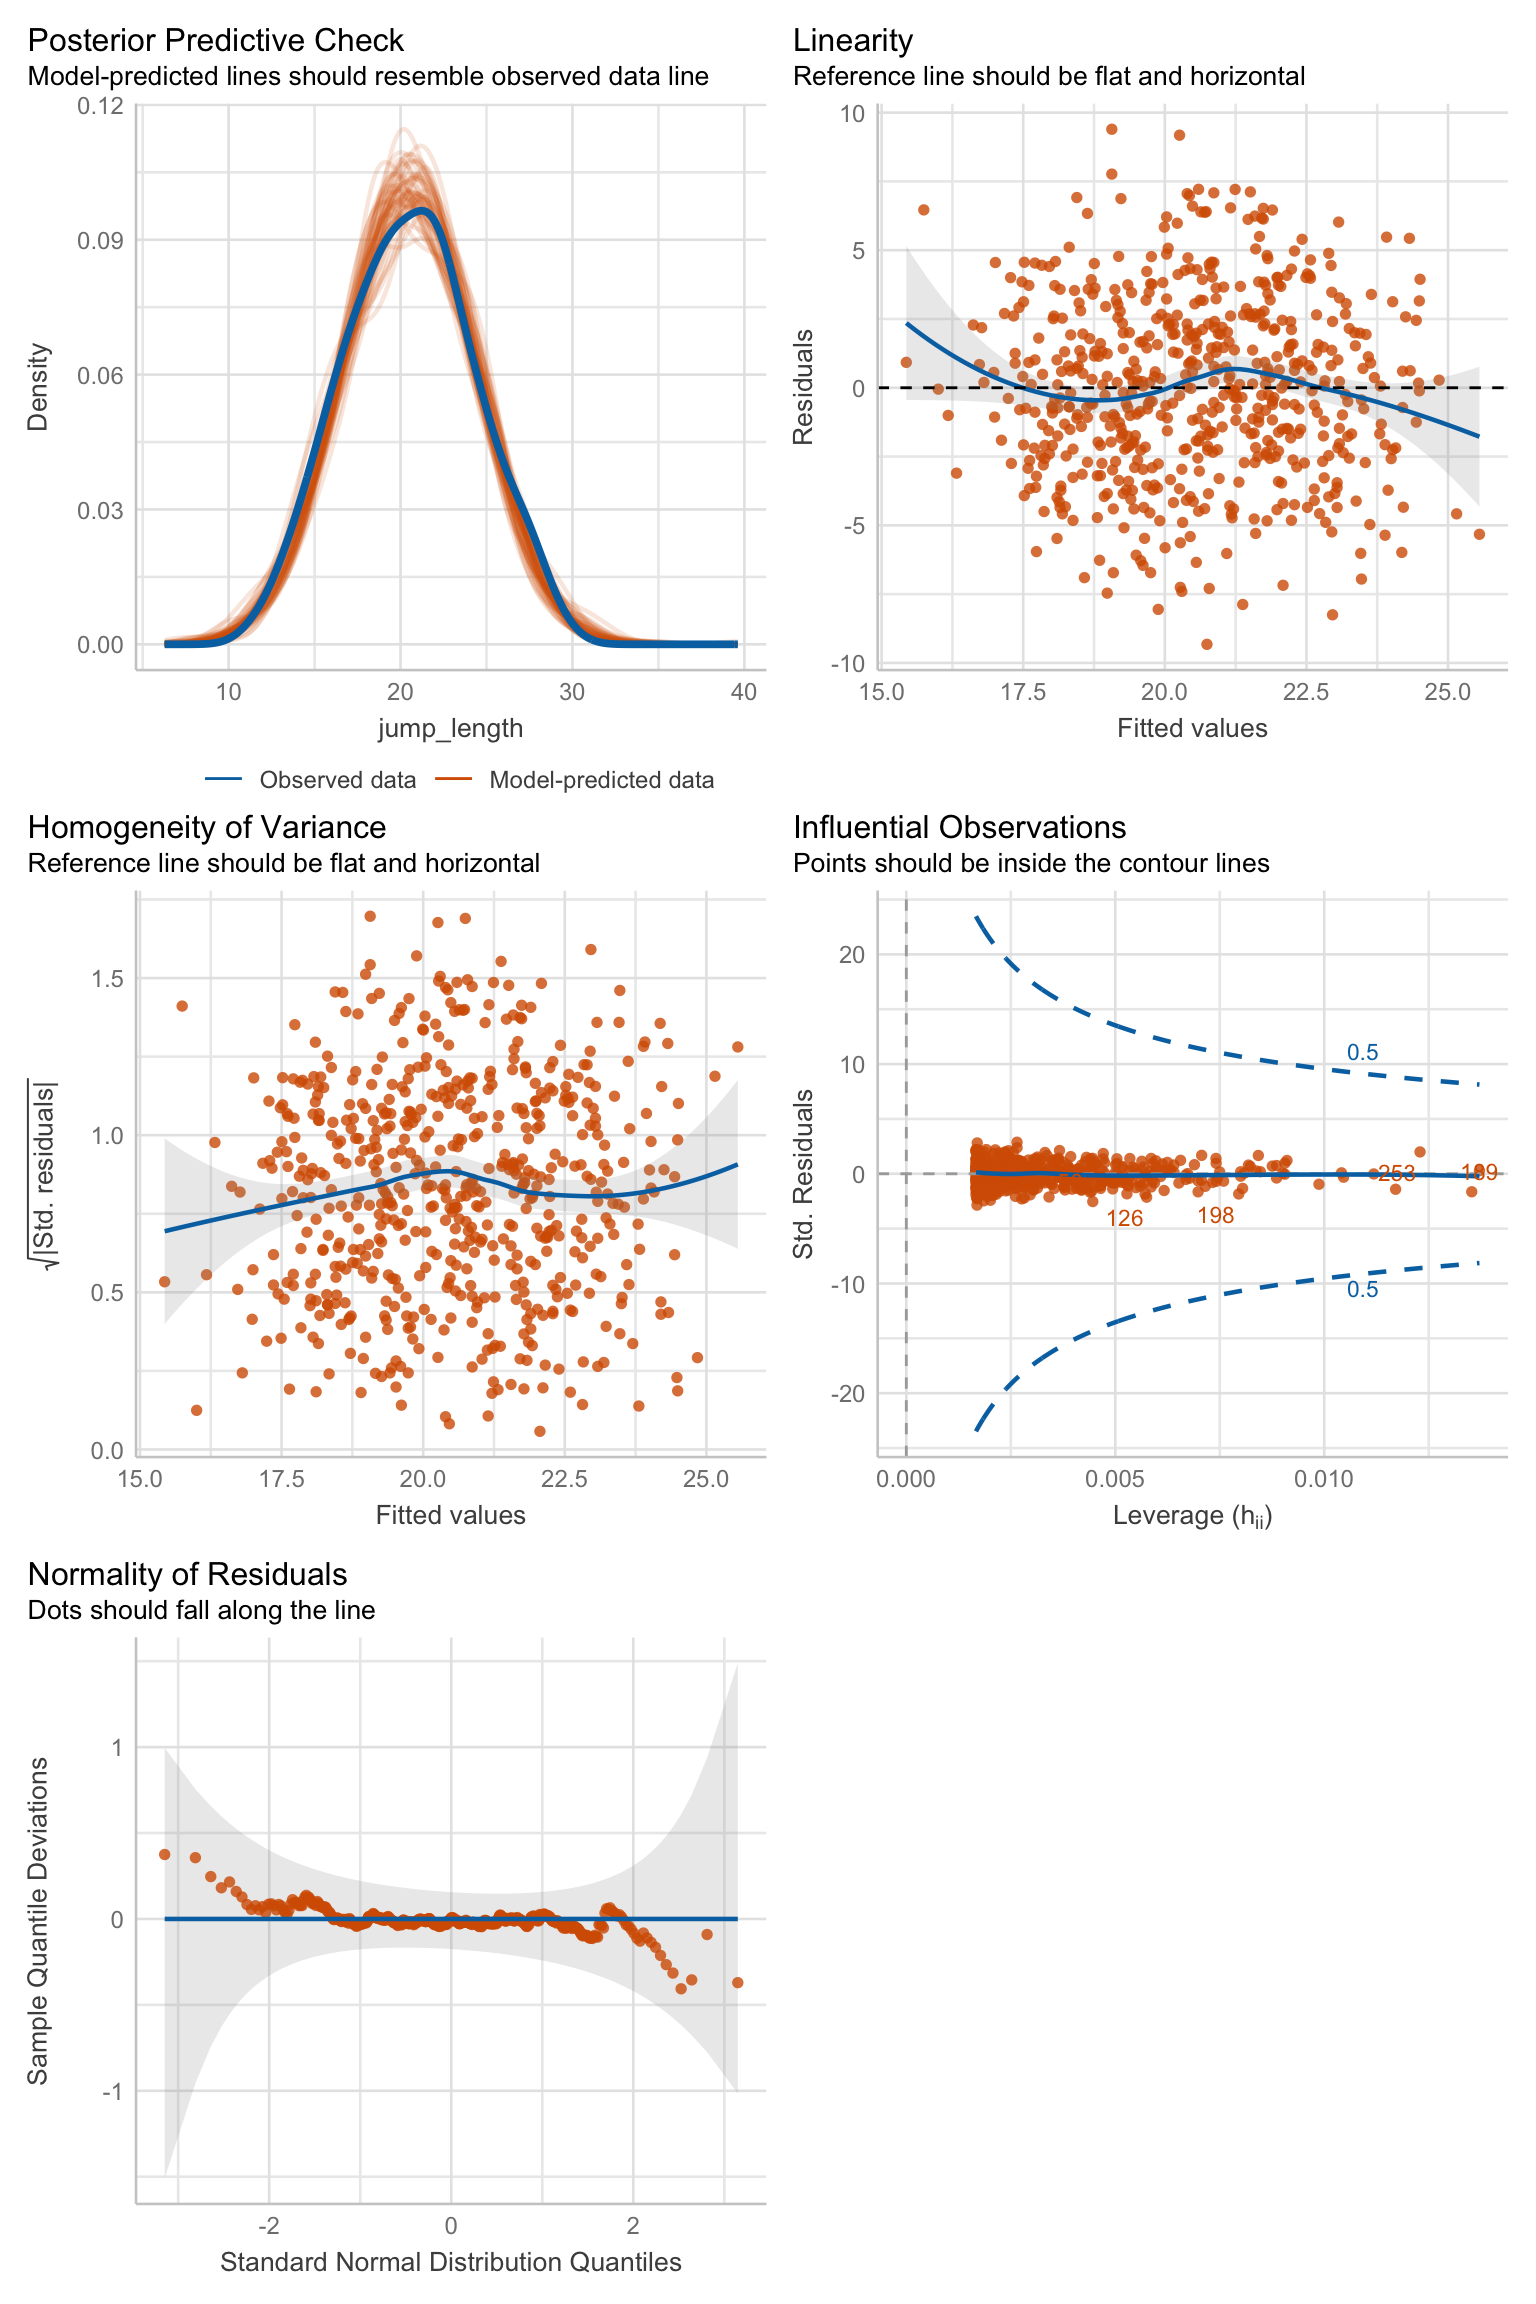 Posterior Predictive Check
Model-predicted lines should resemble observed data line
0.12
0.09
0.06
0.03
0.00
Density
10 20 30 40
jump_length
Observed data Model-predicted data
Linearity
Reference line should be flat and horizontal
10
5
0
-5
-10
Residuals
15.0 17.5 20.0 22.5 25.0
Fitted values
Homogeneity of Variance
Reference line should be flat and horizontal
1.5
1.0
0.5
0.0
√|Std. residuals|
15.0 17.5 20.0 22.5 25.0
Fitted values
Influential Observations
Points should be inside the contour lines
20
10
0
-10
-20
Std. Residuals
0.5
253
126
198
0.5
0.000 0.005 0.010
Leverage (hii)
Normality of Residuals
Dots should fall along the line
1
0
-1
Sample Quantile Deviations
-2 0 2
Standard Normal Distribution Quantiles